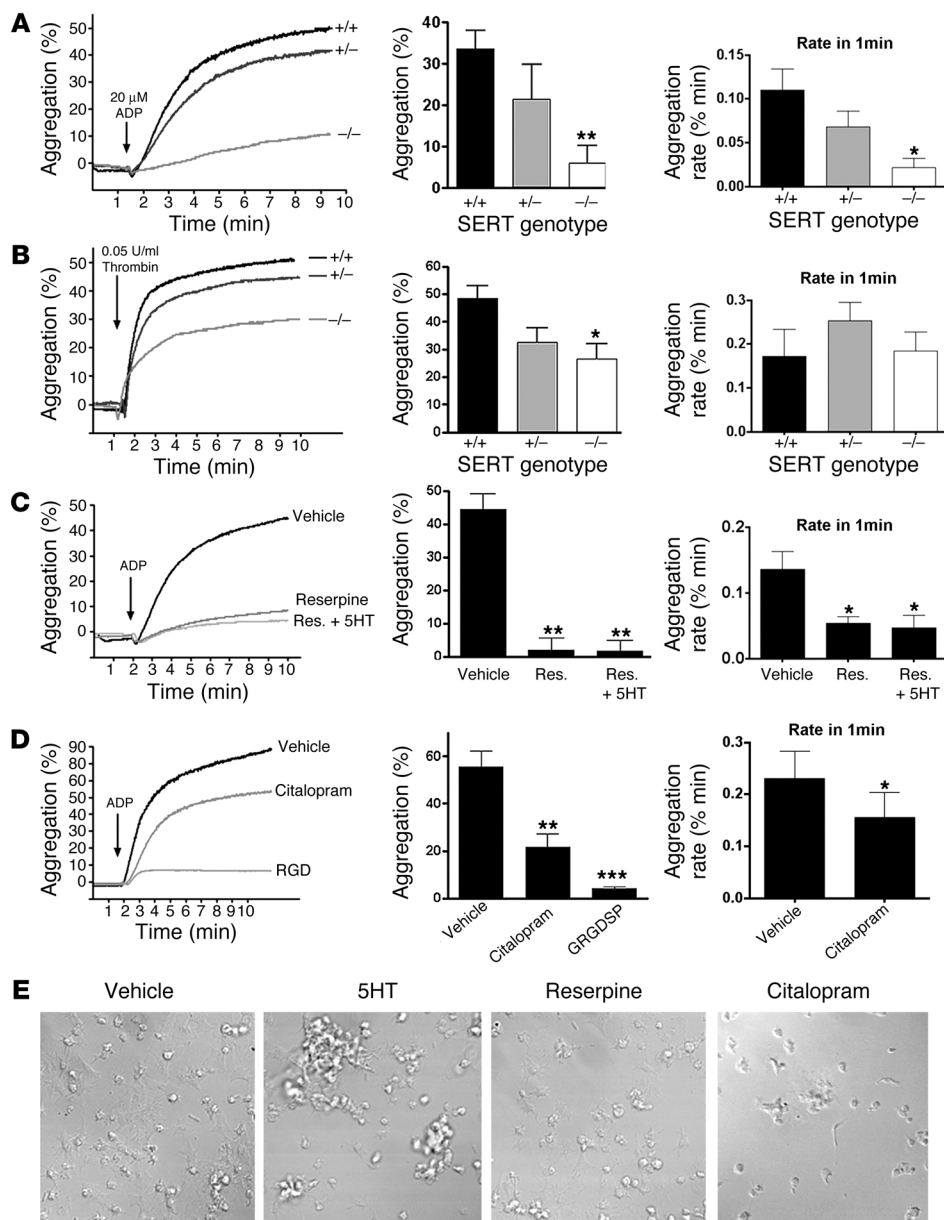 A
Aggregation (%)
50
40
30
20
10
0
20 μM
ADP
+/+
+/–
–/–
1 2 3 4 5 6 7 8 9 10
Time (min)
Aggregation (%)
40
30
20
10
0
**
+/+ +/– –/–
SERT genotype
Rate in 1min
Aggregation
rate (% min)
0.15
0.10
0.05
0.00
*
+/+ +/– –/–
SERT genotype
B
Aggregation (%)
50
40
30
20
10
0
0.05 U/ml
Thrombin
+/+
+/–
–/–
1 2 3 4 5 6 7 8 9 10
Time (min)
Aggregation (%)
60
50
40
30
20
10
0
*
+/+ +/– –/–
SERT genotype
Rate in 1min
Aggregation
rate (% min)
0.3
0.2
0.1
0.0
+/+ +/– –/–
SERT genotype
C
Aggregation (%)
50
40
30
20
10
0
ADP
Vehicle
Reserpine
Res. + 5HT
1 2 3 4 5 6 7 8 9 10
Time (min)
Aggregation (%)
50
40
30
20
10
0
** **
Vehicle Res. Res.
+ 5HT
Rate in 1min
Aggregation
rate (% min)
0.2
0.1
0.0
* *
Vehicle Res. Res.
+ 5HT
D
Aggregation (%)
90
80
60
50
40
30
20
10
0
ADP
Vehicle
Citalopram
RGD
1 2 3 4 5 6 7 8 9 10
Time (min)
Aggregation (%)
60
40
20
0
**
***
Vehicle
Citalopram
GRGDSP
Rate in 1min
Aggregation
rate (% min)
0.3
0.2
0.1
0.0
*
Vehicle
Citalopram
E
Vehicle 5HT Reserpine Citalopram